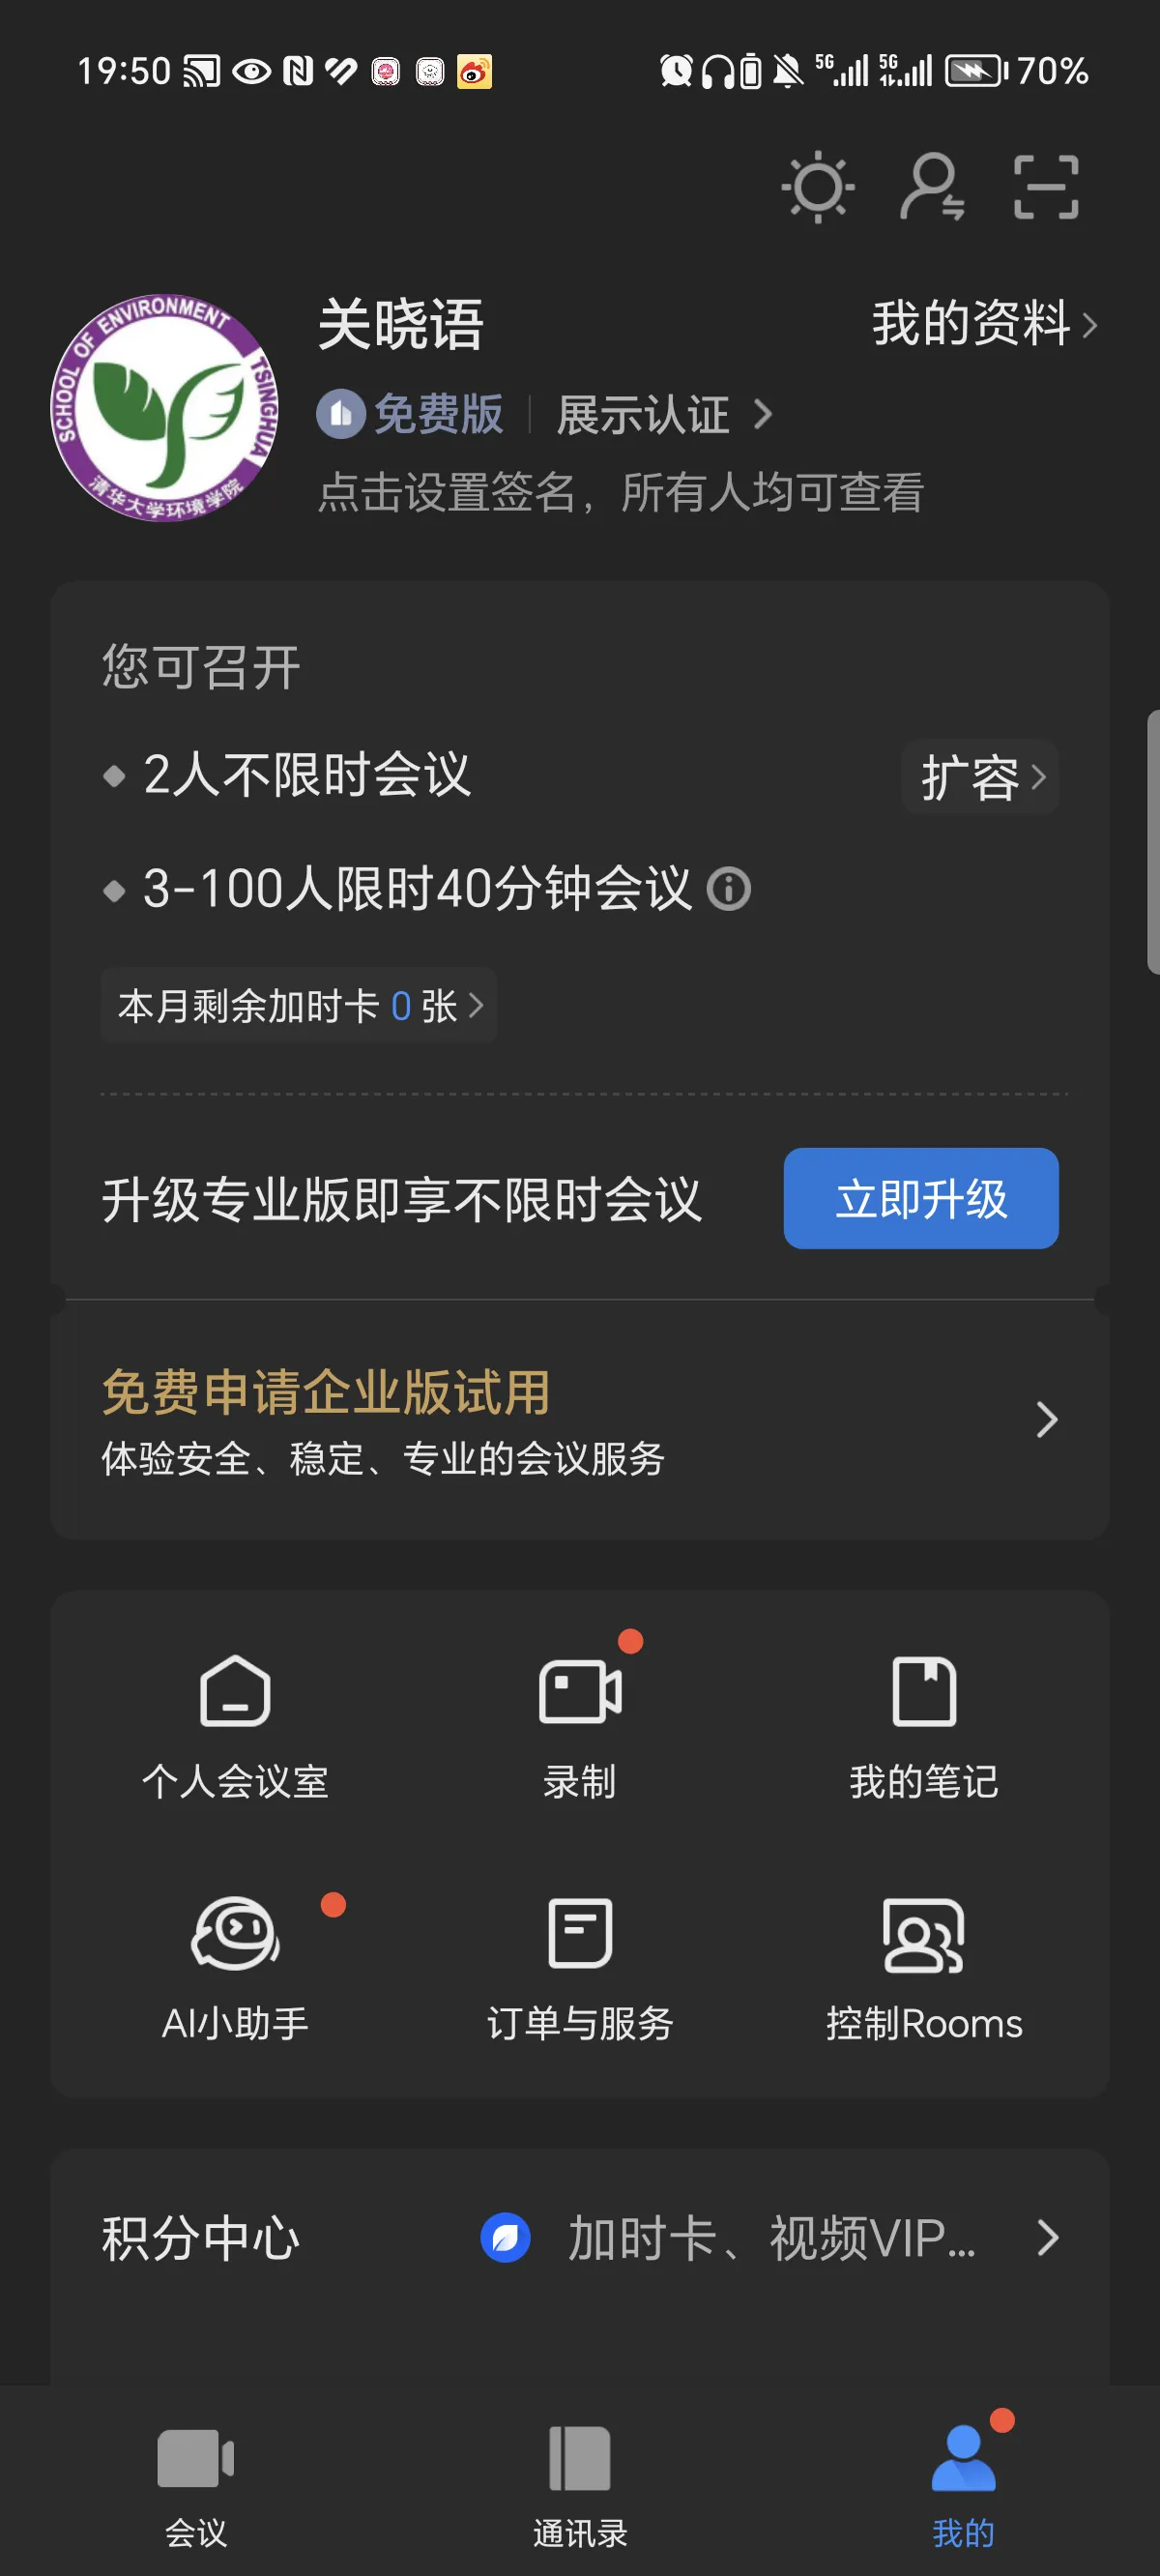 19:50 5G 5G 70%
SCHOOL OF ENVIRONMENT TSINGHUA
清华大学环境学院
关晓语 我的资料
免费版 展示认证
点击设置签名，所有人均可查看
您可召开
2人不限时会议 扩容
3-100人限时40分钟会议
本月剩余加时卡 0 张
升级专业版即享不限时会议 立即升级
免费申请企业版试用
体验安全、稳定、专业的会议服务
个人会议室 录制 我的笔记
AI小助手 订单与服务 控制Rooms
积分中心 加时卡、视频VIP...
会议 通讯录 我的